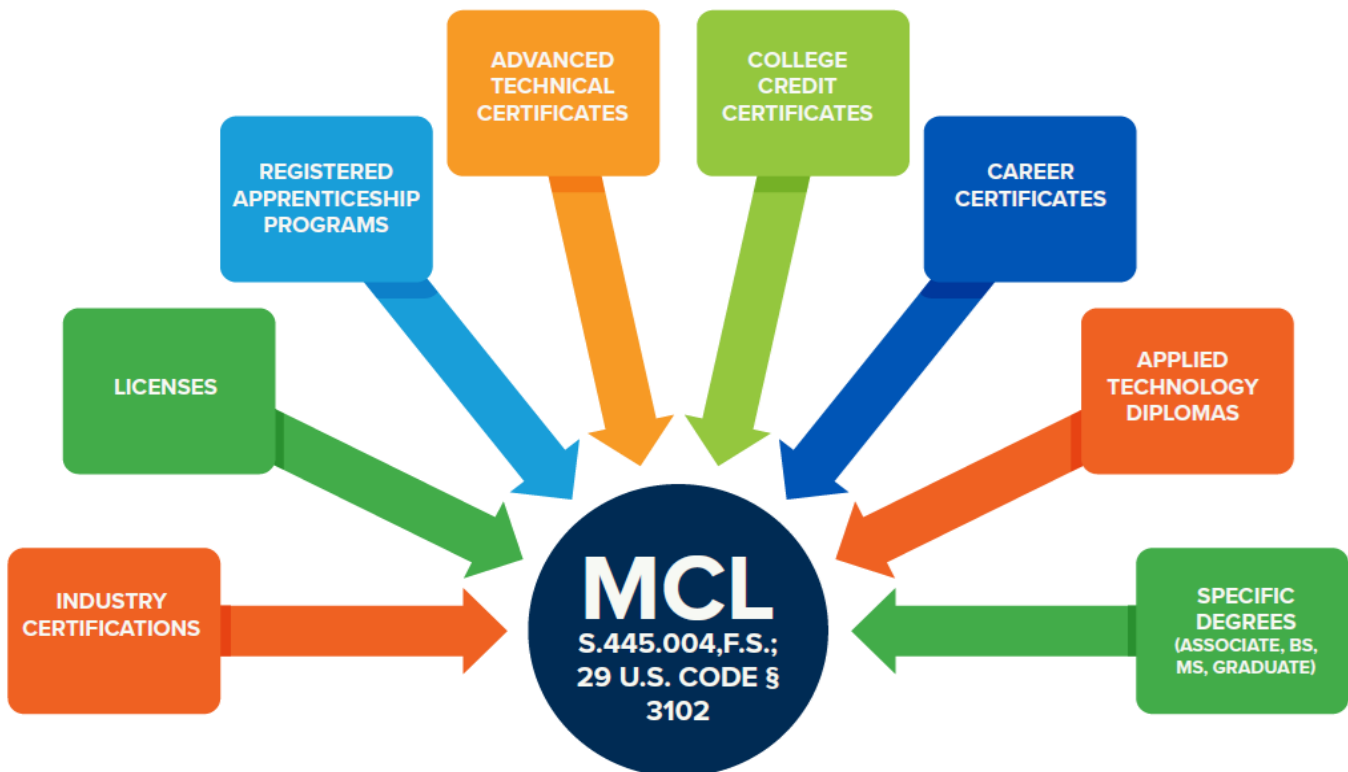 ADVANCED
TECHNICAL
CERTIFICATES
COLLEGE
CREDIT
CERTIFICATES
REGISTERED
APPRENTICESHIP
PROGRAMS
CAREER
CERTIFICATES
LICENSES
APPLIED
TECHNOLOGY
DIPLOMAS
INDUSTRY
CERTIFICATIONS
MCL
S.445.004,F.S.;
29 U.S. CODE §
3102
SPECIFIC
DEGREES
(ASSOCIATE, BS,
MS, GRADUATE)